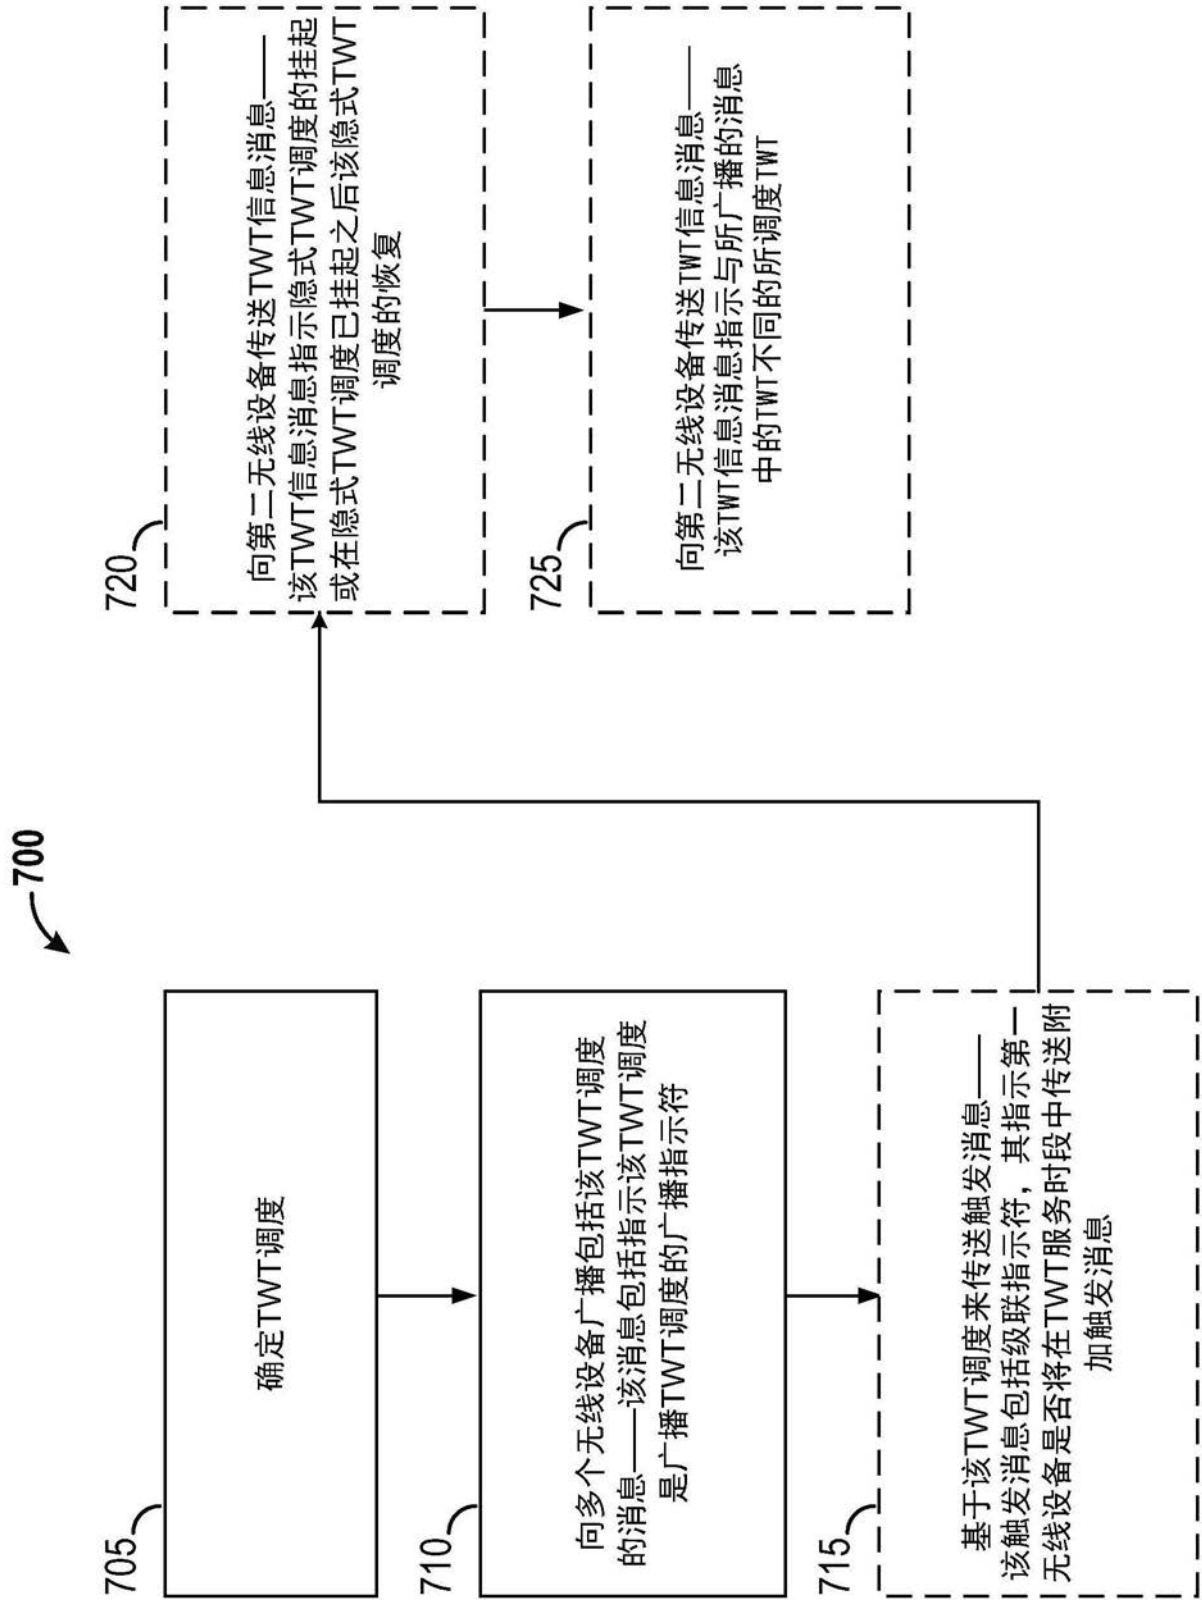 700
705
确定TWT调度
710
向多个无线设备广播包括该TWT调度
的消息——该消息包括指示该TWT调度
是广播TWT调度的广播指示符
715
基于该TWT调度来传送触发消息——
该触发消息包括级联指示符，其指示第一
无线设备是否将在TWT服务时段中传送附
加触发消息
720
向第二无线设备传送TWT信息消息——
该TWT信息消息指示隐式TWT调度的挂起
或在隐式TWT调度已挂起之后该隐式TWT
调度的恢复
725
向第二无线设备传送TWT信息消息——
该TWT信息消息指示与所广播的消息
中的TWT不同的所调度TWT